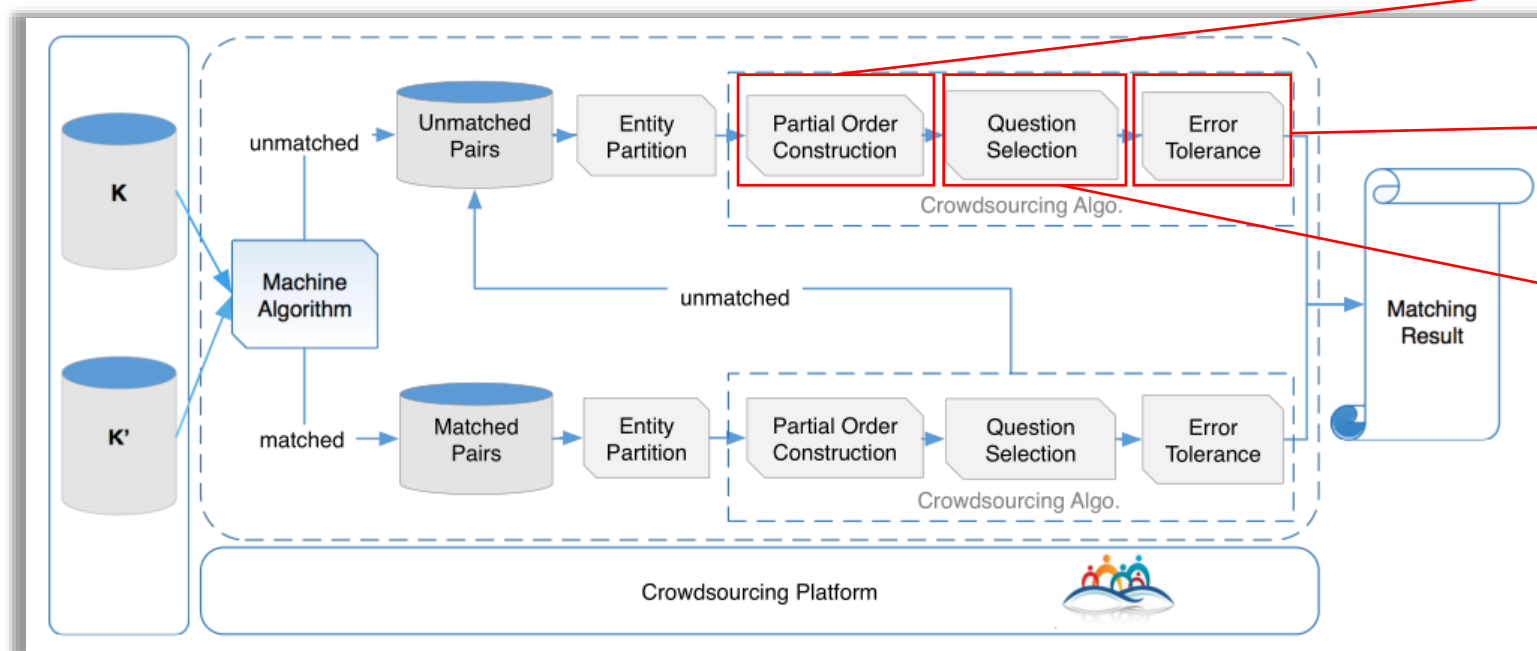 K
K’
Machine
Algorithm
unmatched
Unmatched
Pairs
Entity
Partition
Partial Order
Construction
Question
Selection
Error
Tolerance
Crowdsourcing Algo.
unmatched
matched
Matched
Pairs
Entity
Partition
Partial Order
Construction
Question
Selection
Error
Tolerance
Crowdsourcing Algo.
Matching
Result
Crowdsourcing Platform